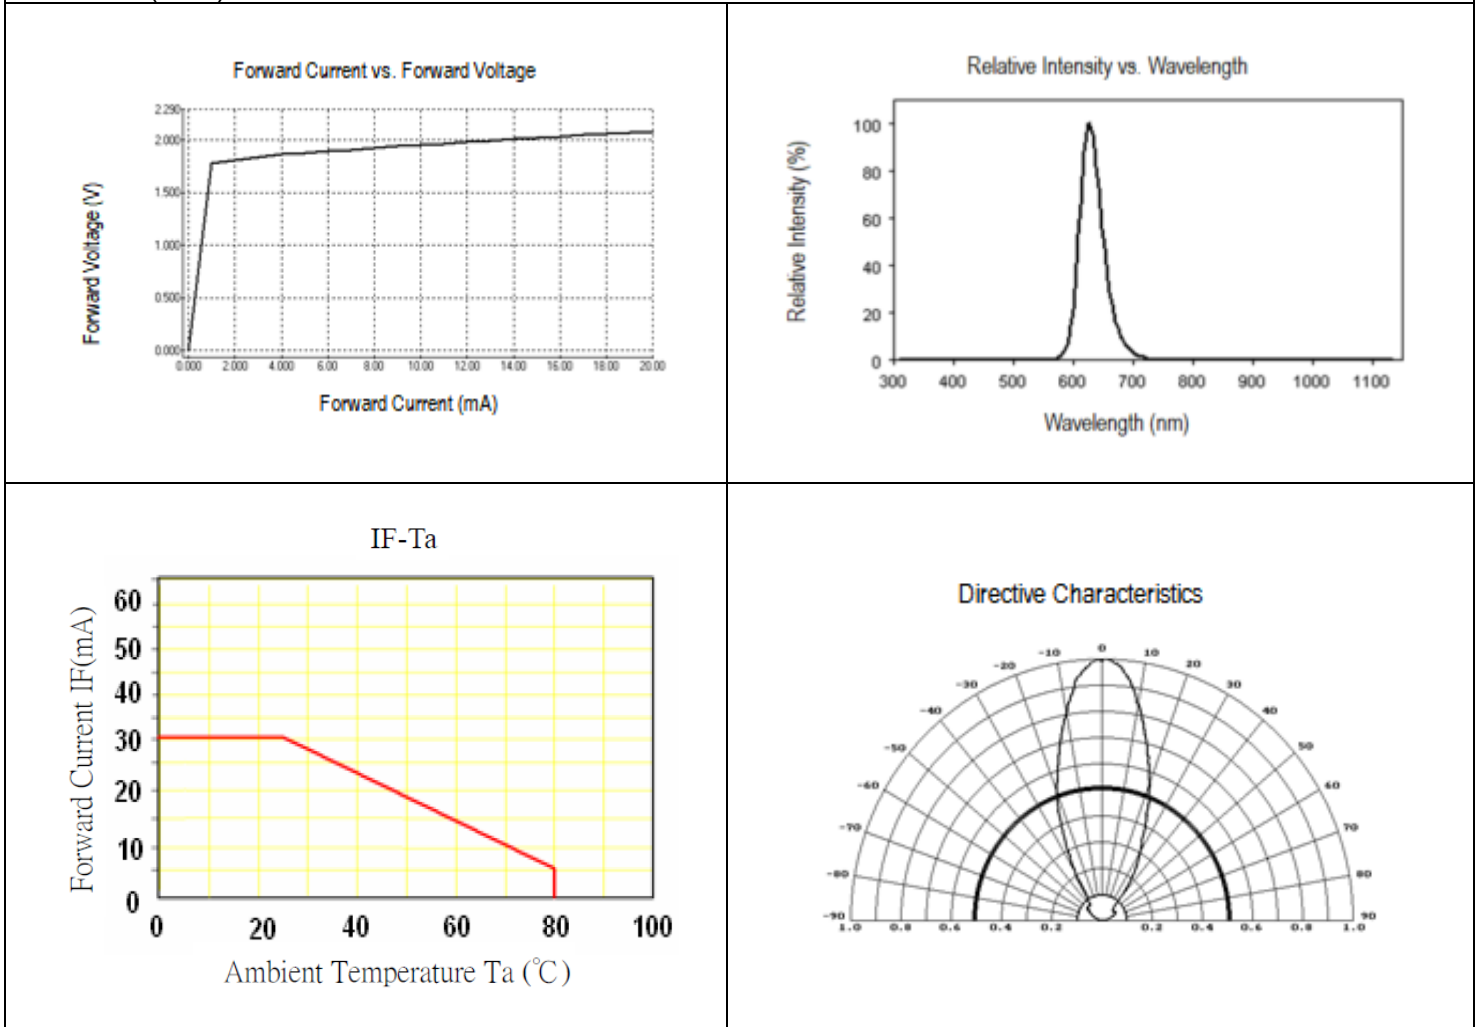 Forward Current vs. Forward Voltage
2.290
2.000
1.500
1.000
0.500
0.000
0.000 2.000 4.000 6.00 8.00 10.00 12.00 14.00 16.00 18.00 20.00
Forward Voltage (V)
Forward Current (mA)
Relative Intensity vs. Wavelength
100
80
60
40
20
0
300 400 500 600 700 800 900 1000 1100
Relative Intensity (%)
Wavelength (nm)
IF-Ta
60
50
40
30
20
10
0
0 20 40 60 80 100
Forward Current IF(mA)
Ambient Temperature Ta (℃)
Directive Characteristics
-90 -80 -70 -60 -50 -40 -30 -20 -10 0 10 20 30 40 50 60 70 80 90
1.0 0.8 0.6 0.4 0.2 0.2 0.4 0.6 0.8 1.0